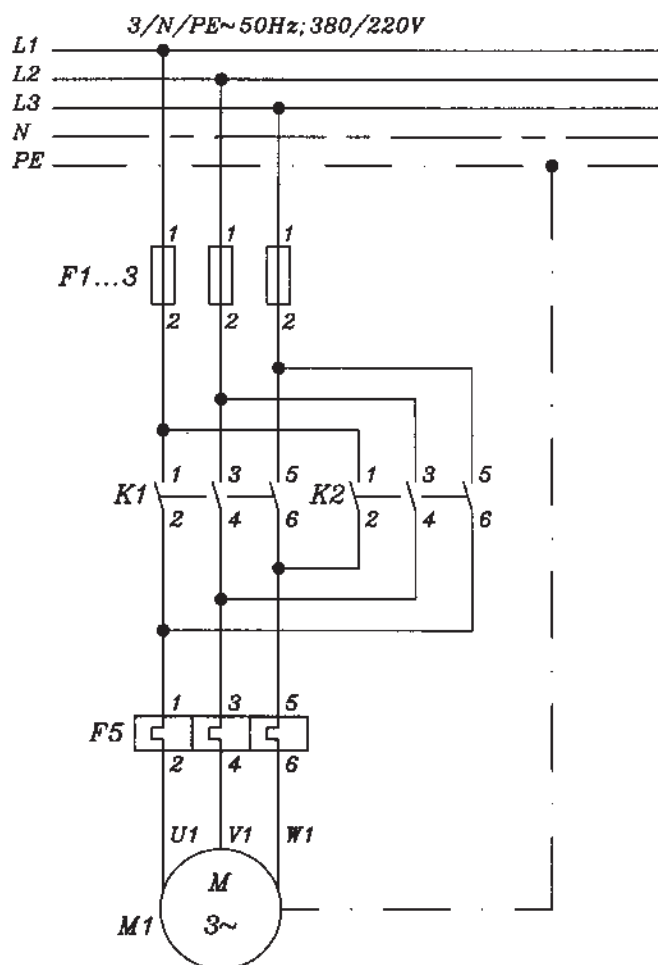 3/N/PE~50Hz; 380/220V
L1
L2
L3
N
PE
1 1 1
F1...3
2 2 2
1 3 5 1 3 5
K1 K2
2 4 6 2 4 6
1 3 5
F5
2 4 6
U1 V1 W1
M
M1 3~